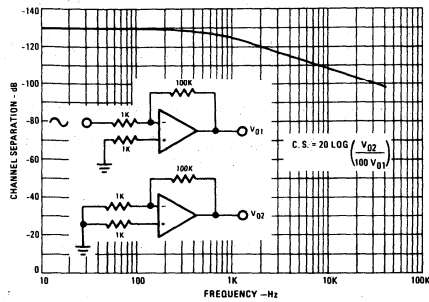 -140
-120
-100
-80
-60
-40
-20
0
CHANNEL SEPARATION -dB
100K
1K
1K
V01
C. S. = 20 LOG (V02 / 100 V01)
100K
1K
1K
V02
10
100
1K
10K
100K
FREQUENCY -Hz